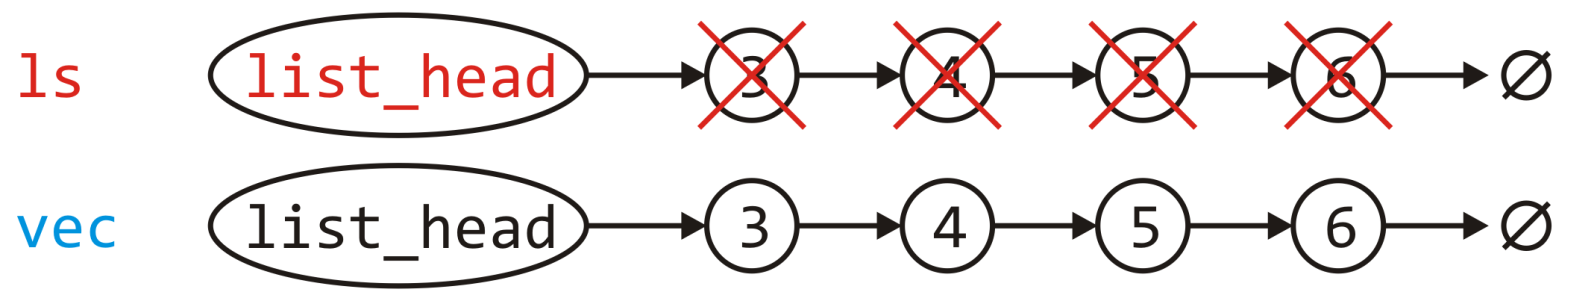 ls list_head 3 4 5 6 ∅
vec list_head 3 4 5 6 ∅